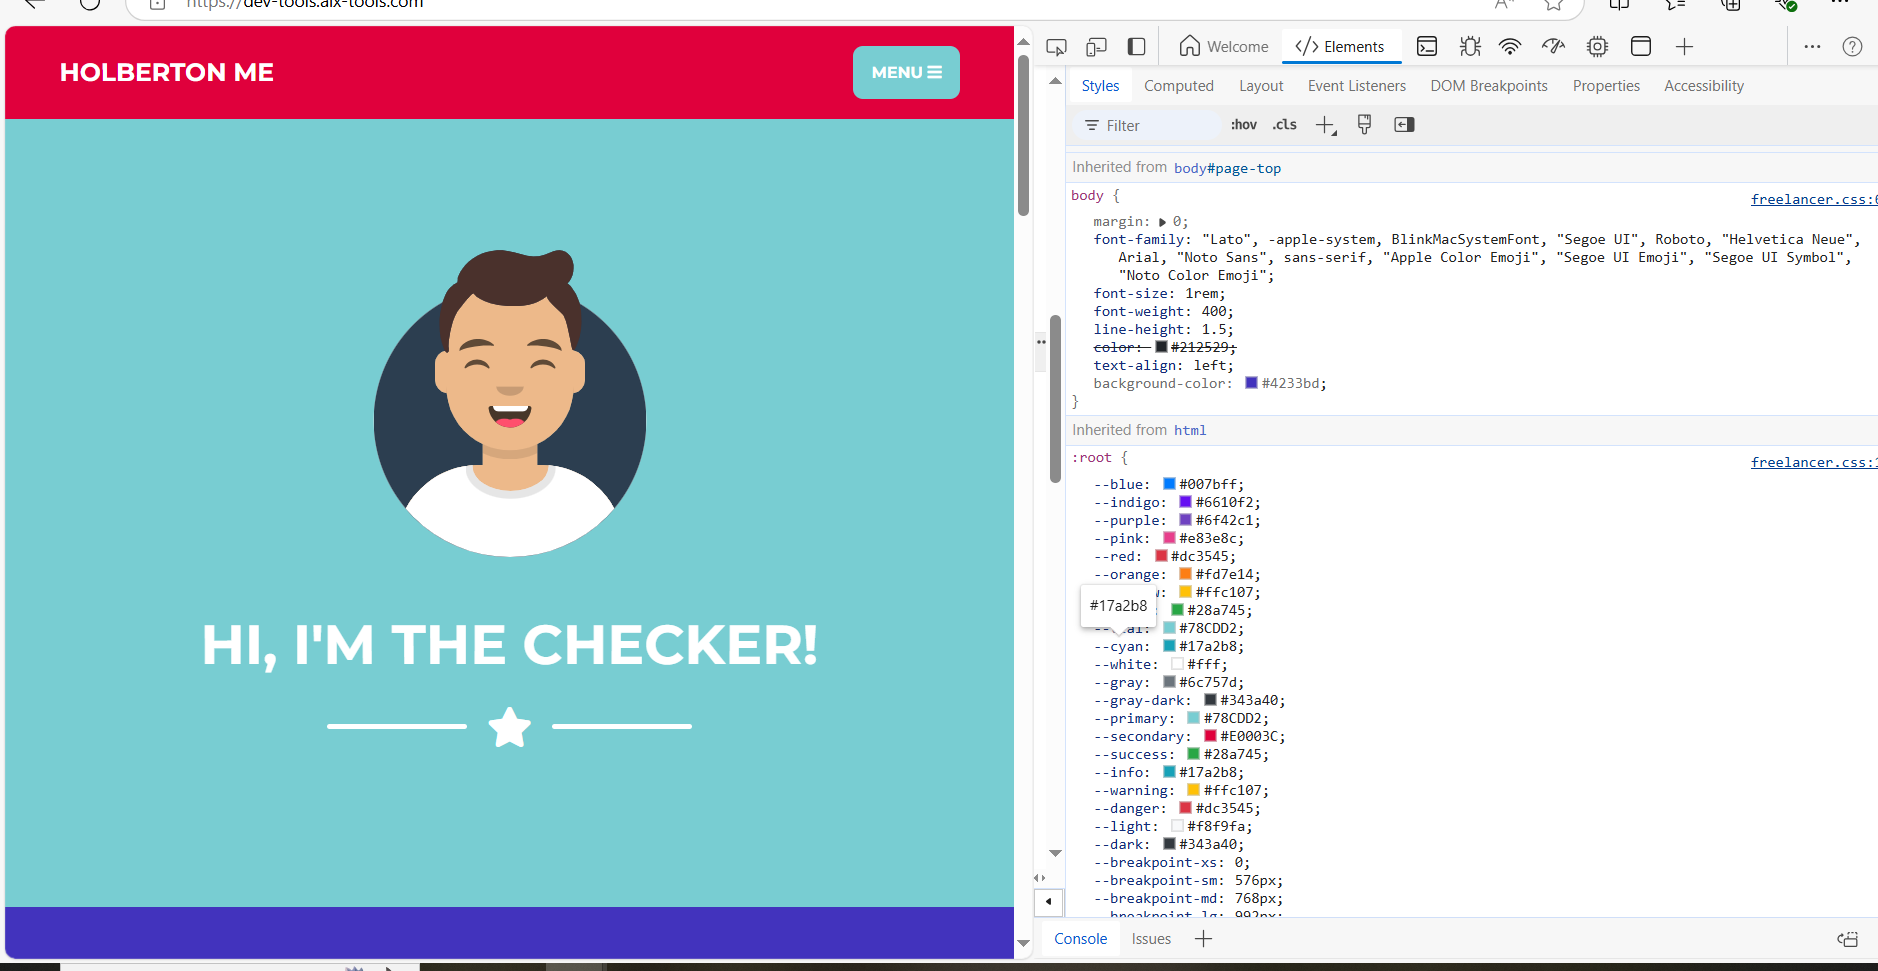 https://dev-tools.alx-tools.com
HOLBERTON ME
MENU
HI, I'M THE CHECKER!
Welcome
Elements
Styles Computed Layout Event Listeners DOM Breakpoints Properties Accessibility
Filter :hov .cls
Inherited from body#page-top
body {
freelancer.css:
margin: 0;
font-family: "Lato", -apple-system, BlinkMacSystemFont, "Segoe UI", Roboto, "Helvetica Neue",
Arial, "Noto Sans", sans-serif, "Apple Color Emoji", "Segoe UI Emoji", "Segoe UI Symbol",
"Noto Color Emoji";
font-size: 1rem;
font-weight: 400;
line-height: 1.5;
color: #212529;
text-align: left;
background-color: #4233bd;
}
Inherited from html
:root {
freelancer.css:
--blue: #007bff;
--indigo: #6610f2;
--purple: #6f42c1;
--pink: #e83e8c;
--red: #dc3545;
--orange: #fd7e14;
#ffc107;
#17a2b8
#28a745;
#78CDD2;
--cyan: #17a2b8;
--white: #fff;
--gray: #6c757d;
--gray-dark: #343a40;
--primary: #78CDD2;
--secondary: #E0003C;
--success: #28a745;
--info: #17a2b8;
--warning: #ffc107;
--danger: #dc3545;
--light: #f8f9fa;
--dark: #343a40;
--breakpoint-xs: 0;
--breakpoint-sm: 576px;
--breakpoint-md: 768px;
--breakpoint-lg: 992px;
Console Issues